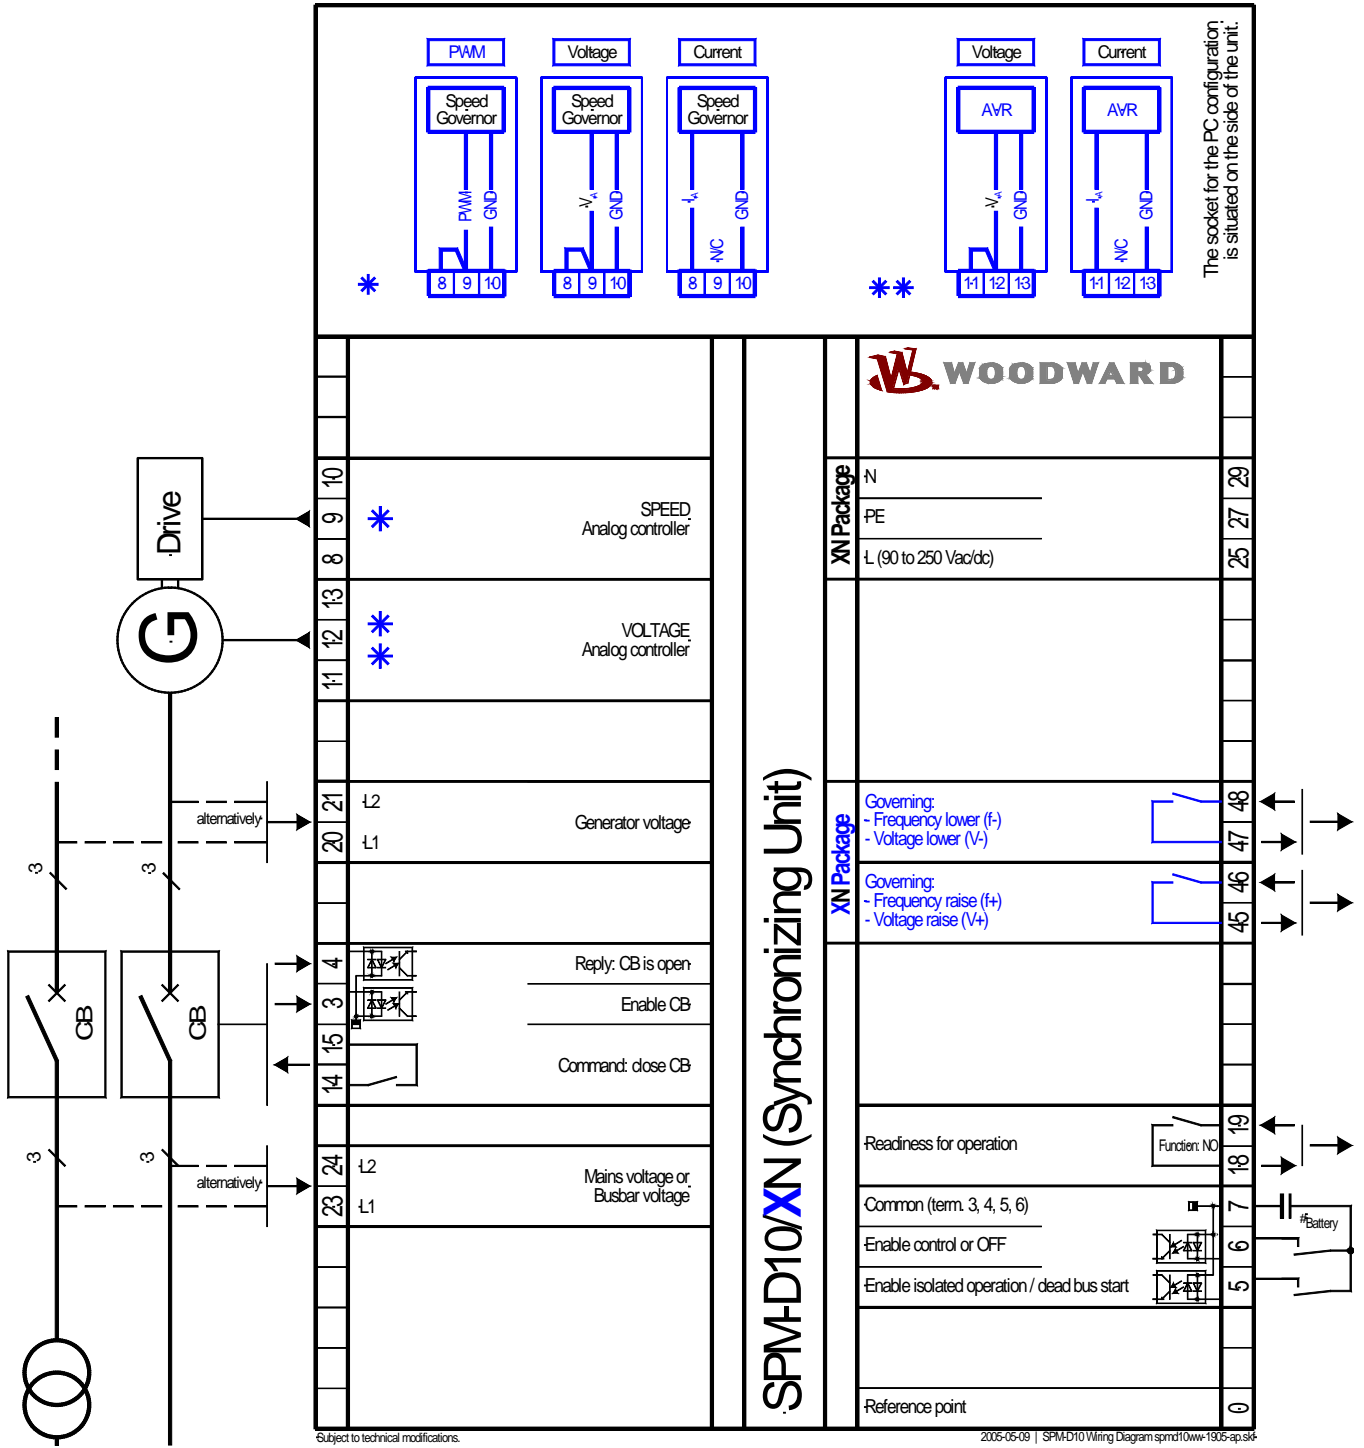 PWM
Voltage
Current
Voltage
Current
Speed
Governor
Speed
Governor
Speed
Governor
AVR
AVR
PWM
GND
VA
GND
IA
N/C
GND
VA
GND
IA
N/C
GND
8 9 10
8 9 10
8 9 10
11 12 13
11 12 13
*
**
The socket for the PC configuration
is situated on the side of the unit.
WOODWARD
Drive
G
10
9
8
*
SPEED
Analog controller
13
12
11
*
*
VOLTAGE
Analog controller
21
20
L2
L1
Generator voltage
alternatively
3
3
4
Reply: CB is open
3
Enable CB
15
14
Command: close CB
CB
CB
3
3
alternatively
24
23
L2
L1
Mains voltage or
Busbar voltage
SPM-D10/XN (Synchronizing Unit)
XN Package
N
29
PE
27
L (90 to 250 Vac/dc)
25
XN Package
Governing:
- Frequency lower (f-)
- Voltage lower (V-)
48
47
Governing:
- Frequency raise (f+)
- Voltage raise (V+)
46
45
Readiness for operation
Function: NO
19
18
Common (term. 3, 4, 5, 6)
7
#Battery
Enable control or OFF
6
Enable isolated operation / dead bus start
5
Reference point
0
Subject to technical modifications.
2005-05-09 | SPM-D10 Wiring Diagram spmd10ww-1905-ap.skf